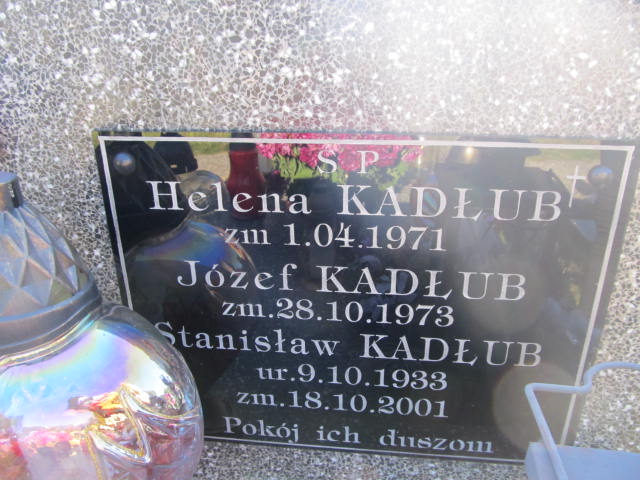 S P
Helena KADŁUB
zm 1.04.1971
Józef KADŁUB
zm.28.10.1973
Stanisław KADŁUB
ur.9.10.1933
zm.18.10.2001
Pokój ich duszom